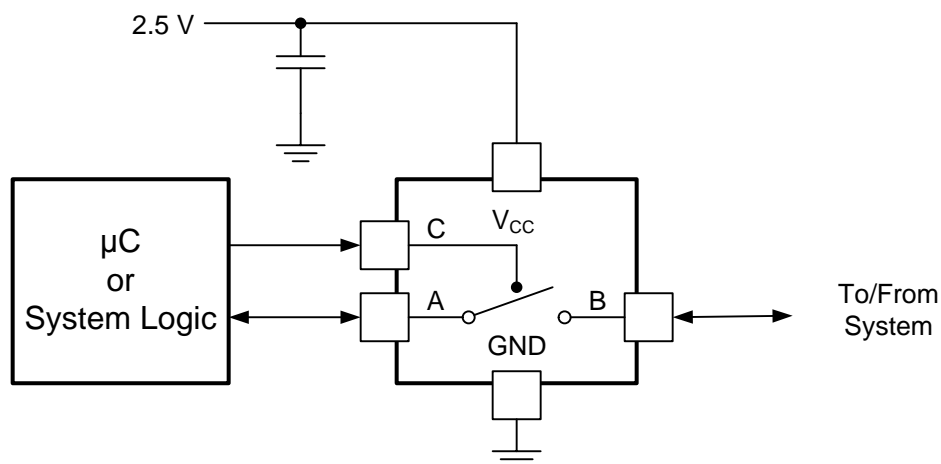 2.5 V
µC
or
System Logic
C
V<sub>CC</sub>
A
B
GND
To/From
System